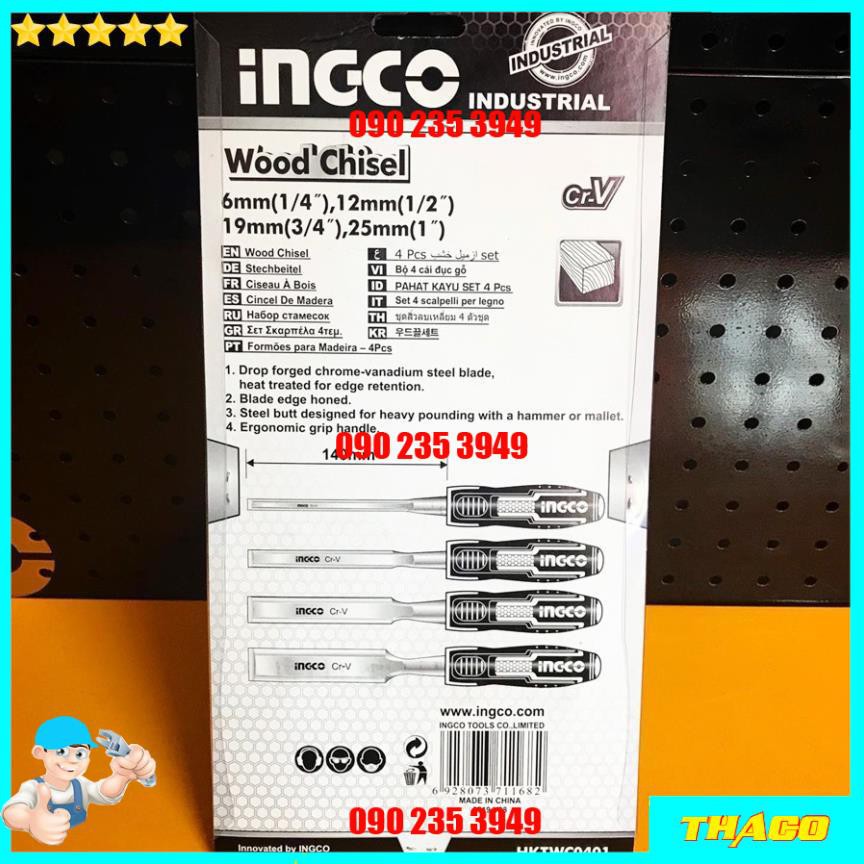 INGCO
INDUSTRIAL
INNOVATED BY INGCO
INDUSTRIAL
www.ingco.com
090 235 3949
Wood Chisel
6mm(1/4″),12mm(1/2″)
19mm(3/4″),25mm(1″)
Cr-V
EN Wood Chisel
DE Stechbeitel
FR Ciseau À Bois
ES Cincel De Madera
RU Набор стамесок
GR Σετ Σκαρπέλα 4τεμ.
PT Formões para Madeira – 4Pcs
ع 4 Pcs ازميل خشب set
VI Bộ 4 cái đục gỗ
ID PAHAT KAYU SET 4 Pcs
IT Set 4 scalpelli per legno
TH ชุดสิ่วลบเหลี่ยม 4 ตัวชุด
KR 우드끌세트
1. Drop forged chrome-vanadium steel blade,
heat treated for edge retention.
2. Blade edge honed.
3. Steel butt designed for heavy pounding with a hammer or mallet.
4. Ergonomic grip handle.
090 235 3949
140mm
INGCO
INGCO
INGCO Cr-V
INGCO
INGCO Cr-V
INGCO
INGCO Cr-V
INGCO
www.ingco.com
INGCO TOOLS CO.,LIMITED
6 928073 711682
MADE IN CHINA
090 235 3949
Innovated by INGCO
HKTWC0401
THACO